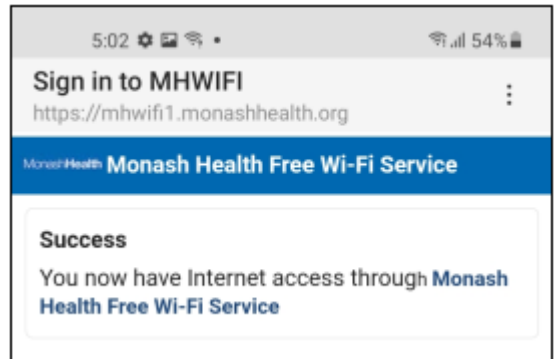 5:02 54%
Sign in to MHWIFI
https://mhwifi1.monashhealth.org
MonashHealth Monash Health Free Wi-Fi Service
Success
You now have Internet access through Monash
Health Free Wi-Fi Service